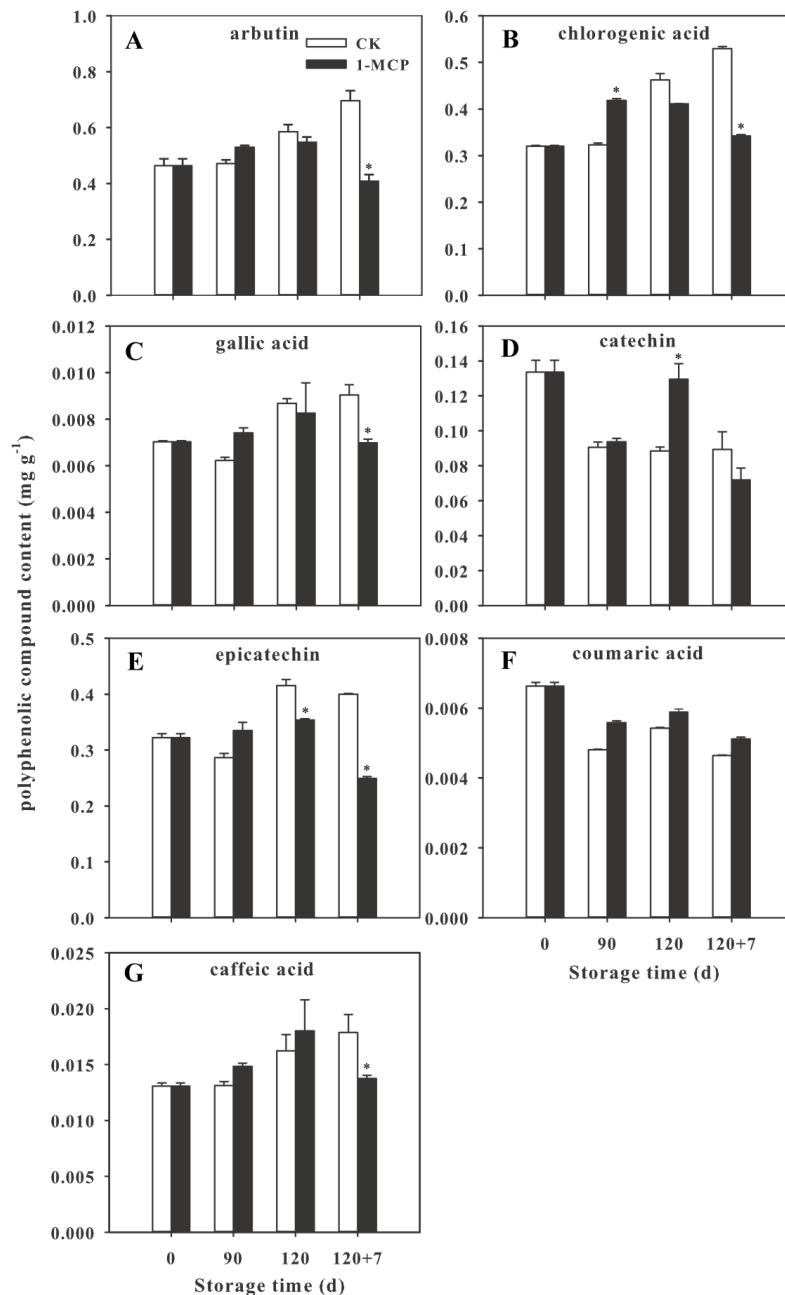 A
arbutin
CK
1-MCP
1.0
0.8
0.6
0.4
0.2
0.0
*
B
chlorogenic acid
0.6
0.5
0.4
0.3
0.2
0.1
0.0
*
*
C
gallic acid
0.012
0.010
0.008
0.006
0.004
0.002
0.000
*
D
catechin
0.16
0.14
0.12
0.10
0.08
0.06
0.04
0.02
0.00
*
polyphenolic compound content (mg g-1)
E
epicatechin
0.5
0.4
0.3
0.2
0.1
0.0
*
*
F
coumaric acid
0.008
0.006
0.004
0.002
0.000
0 90 120 120+7
Storage time (d)
G
caffeic acid
0.025
0.020
0.015
0.010
0.005
0.000
*
0 90 120 120+7
Storage time (d)